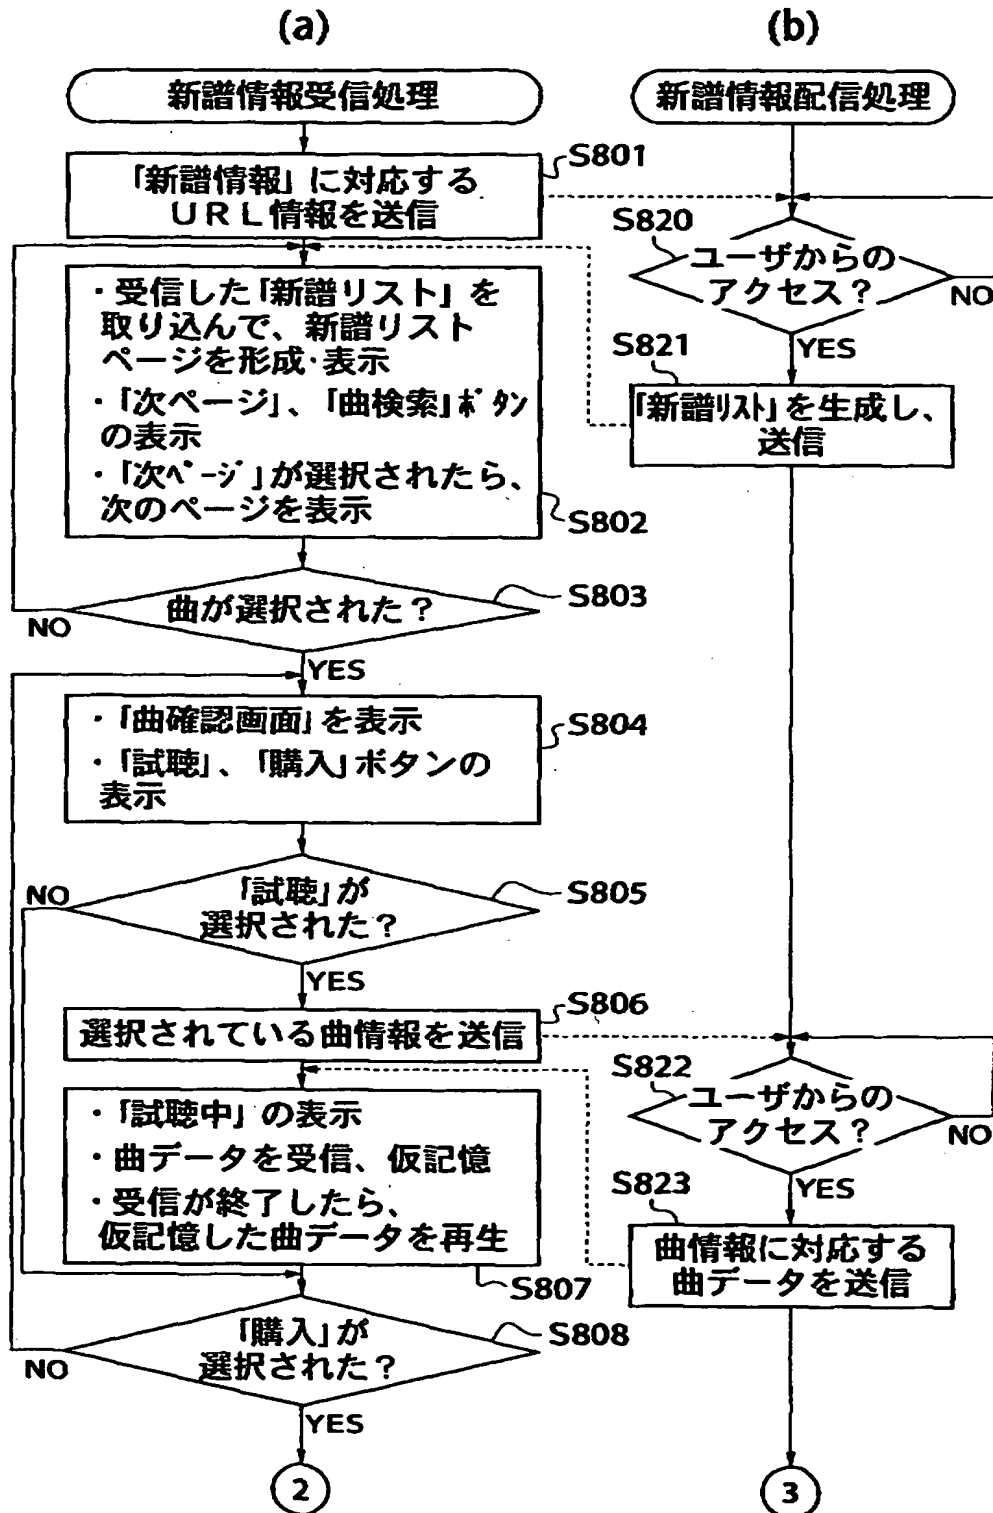 (a)
新譜情報受信処理
S801
「新譜情報」に対応する
URL情報を送信
・受信した「新譜リスト」を
取り込んで、新譜リスト
ページを形成・表示
・「次ページ」、「曲検索」ボタン
の表示
・「次ページ」が選択されたら、
次のページを表示
S802
曲が選択された?
S803
NO
YES
・「曲確認画面」を表示
・「試聴」、「購入」ボタンの
表示
S804
「試聴」が
選択された?
S805
NO
YES
S806
選択されている曲情報を送信
・「試聴中」の表示
・曲データを受信、仮記憶
・受信が終了したら、
仮記憶した曲データを再生
S807
「購入」が
選択された?
S808
NO
YES
2
(b)
新譜情報配信処理
S820
ユーザからの
アクセス?
NO
YES
S821
「新譜リスト」を生成し、
送信
S822
ユーザからの
アクセス?
NO
YES
S823
曲情報に対応する
曲データを送信
3